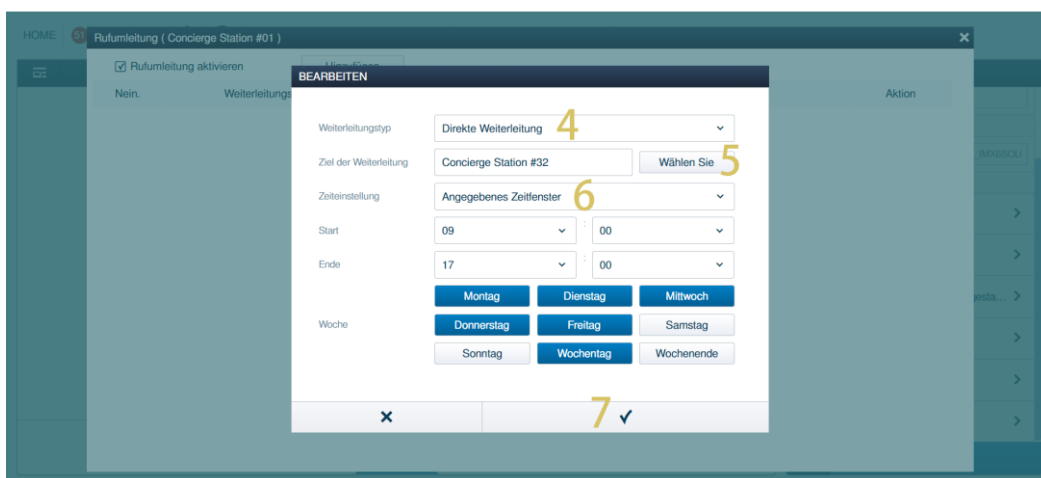 HOME 51
Rufumleitung ( Concierge Station #01 )
Rufumleitung aktivieren
Nein. Weiterleitungs Aktion
BEARBEITEN
Weiterleitungstyp Direkte Weiterleitung 4
Ziel der Weiterleitung Concierge Station #32 Wählen Sie 5
Zeiteinstellung Angegebenes Zeitfenster 6
Start 09 : 00
Ende 17 : 00
Montag Dienstag Mittwoch
Woche Donnerstag Freitag Samstag
Sonntag Wochentag Wochenende
7